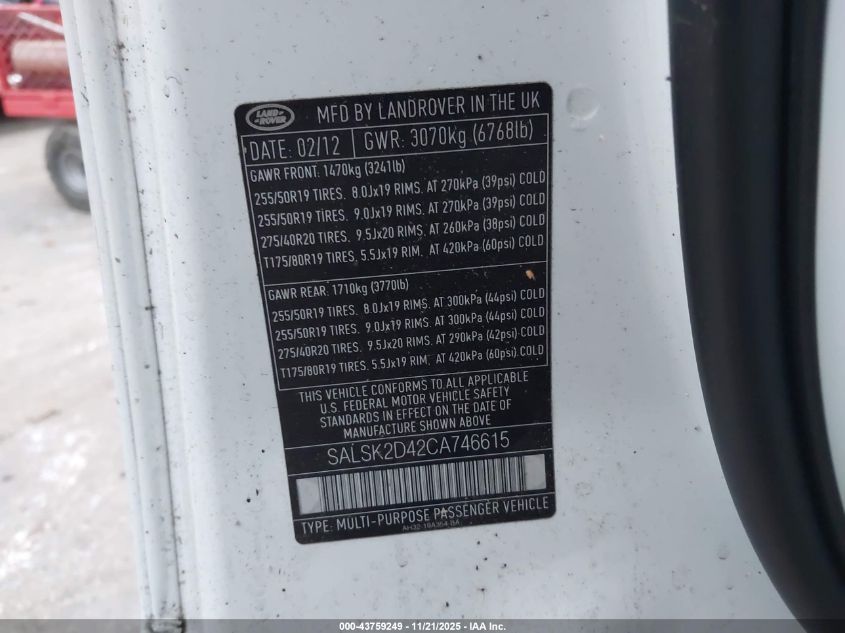 LAND
ROVER
MFD BY LANDROVER IN THE UK
DATE: 02/12 GWR: 3070kg (6768lb)
GAWR FRONT: 1470kg (3241lb)
255/50R19 TIRES. 8.0Jx19 RIMS. AT 270kPa (39psi) COLD
255/50R19 TIRES. 9.0Jx19 RIMS. AT 270kPa (39psi) COLD
275/40R20 TIRES. 9.5Jx20 RIMS. AT 260kPa (38psi) COLD
T175/80R19 TIRES. 5.5Jx19 RIM. AT 420kPa (60psi) COLD
GAWR REAR: 1710kg (3770lb)
255/50R19 TIRES. 8.0Jx19 RIMS. AT 300kPa (44psi) COLD
255/50R19 TIRES. 9.0Jx19 RIMS. AT 300kPa (44psi) COLD
275/40R20 TIRES. 9.5Jx20 RIMS. AT 290kPa (42psi) COLD
T175/80R19 TIRES. 5.5Jx19 RIM. AT 420kPa (60psi) COLD
THIS VEHICLE CONFORMS TO ALL APPLICABLE
U.S. FEDERAL MOTOR VEHICLE SAFETY
STANDARDS IN EFFECT ON THE DATE OF
MANUFACTURE SHOWN ABOVE
SALSK2D42CA746615
TYPE: MULTI-PURPOSE PASSENGER VEHICLE
000-43759249 - 11/21/2025 - IAA Inc.